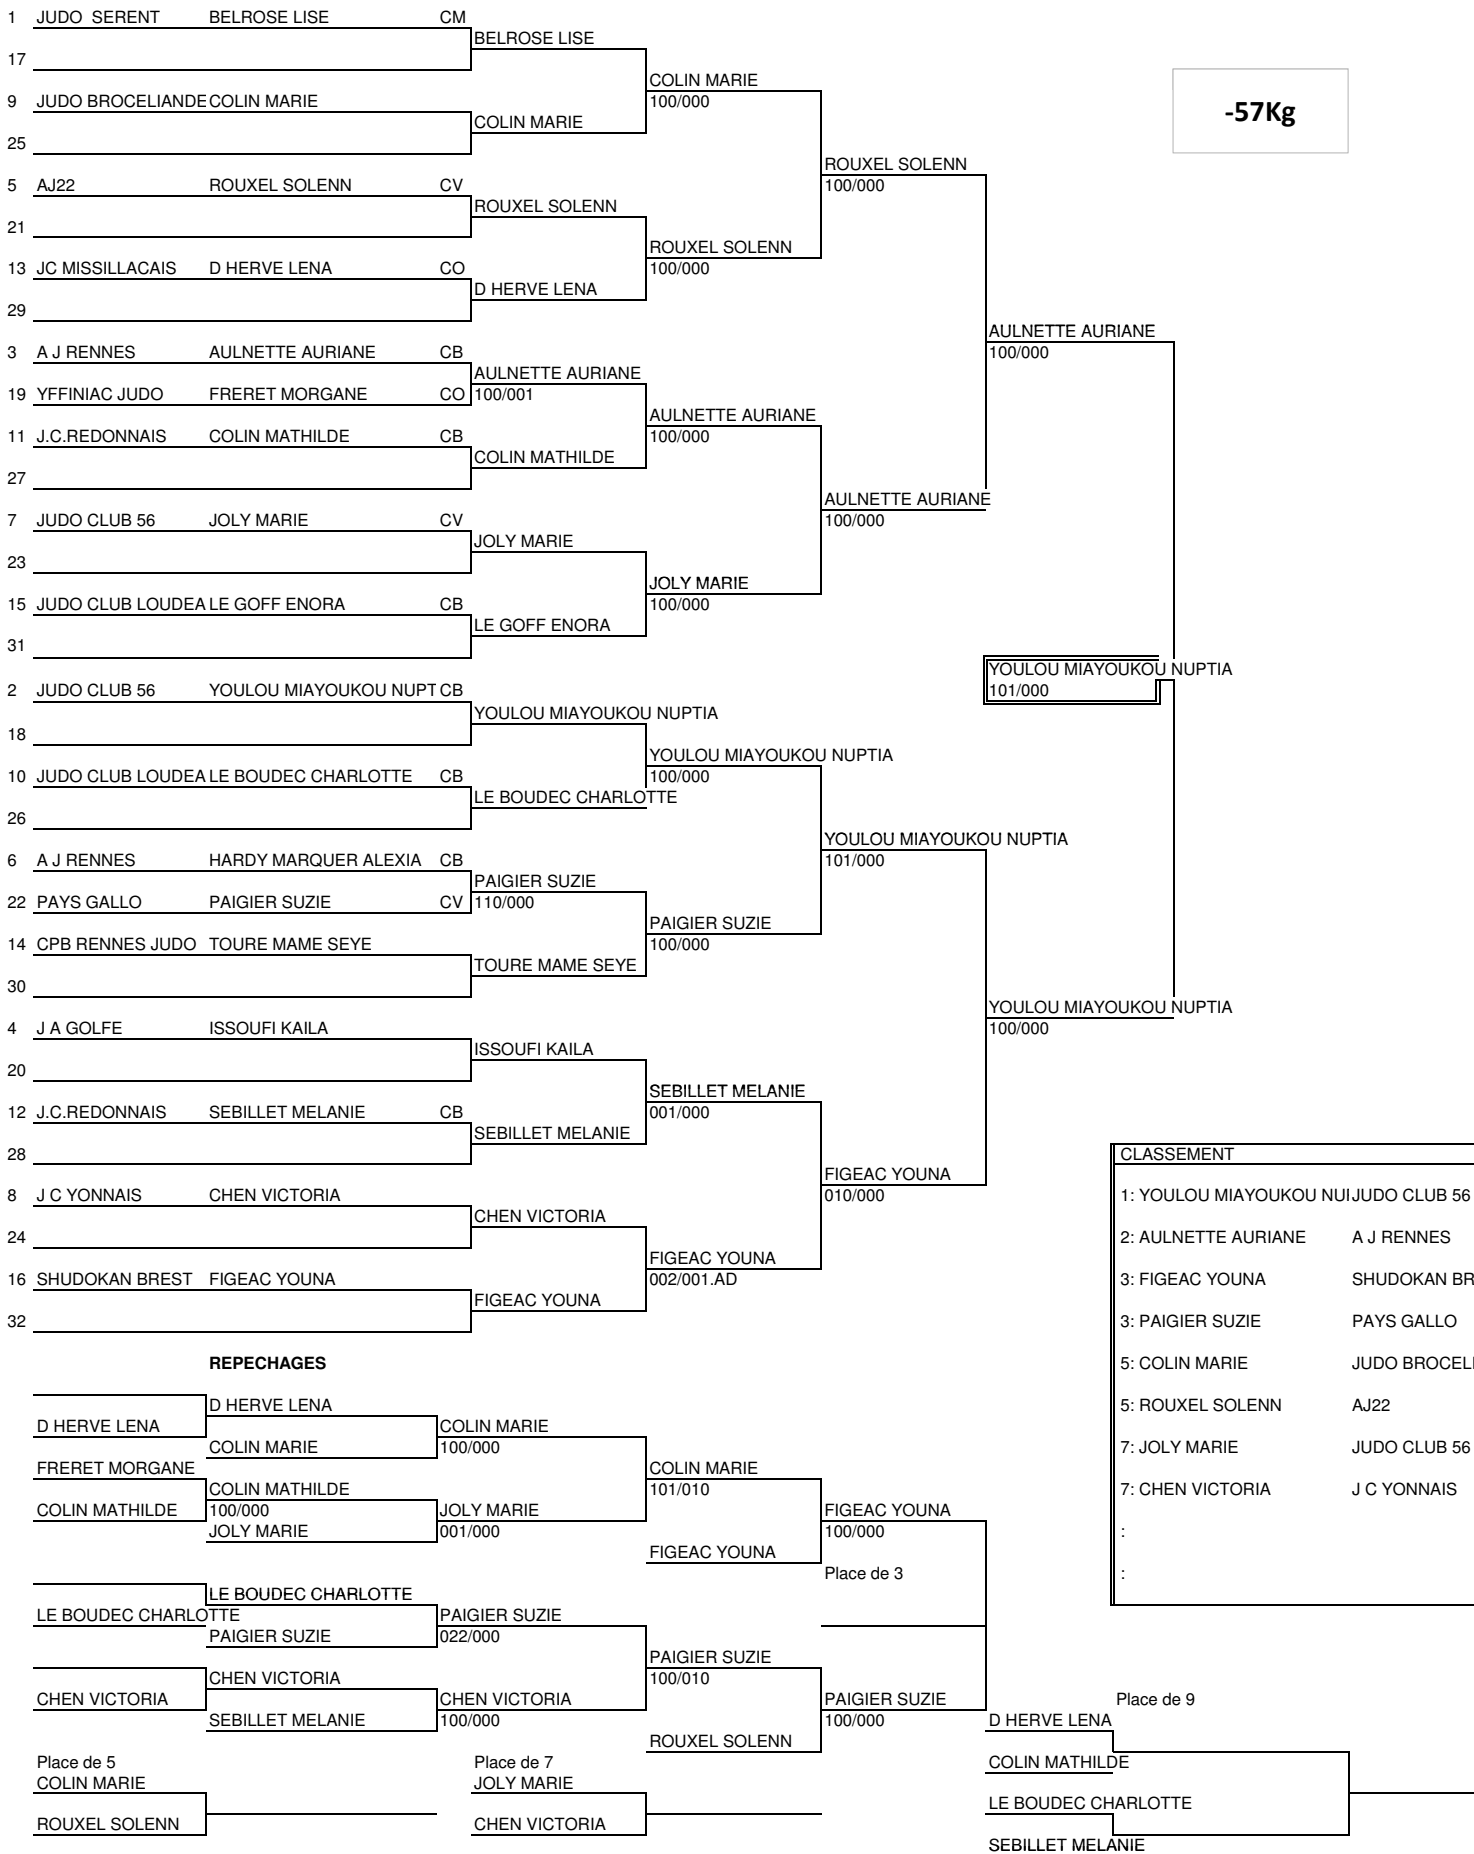 1 JUDO SERENT BELROSE LISE CM
BELROSE LISE
17
COLIN MARIE
9 JUDO BROCELIANDE COLIN MARIE 100/000
-57Kg
COLIN MARIE
25
ROUXEL SOLENN
5 AJ22 ROUXEL SOLENN CV 100/000
ROUXEL SOLENN
21
ROUXEL SOLENN
13 JC MISSILLACAIS D HERVE LENA CO 100/000
D HERVE LENA
29
AULNETTE AURIANE
3 A J RENNES AULNETTE AURIANE CB 100/000
AULNETTE AURIANE
19 YFFINIAC JUDO FRERET MORGANE CO 100/001
AULNETTE AURIANE
11 J.C.REDONNAIS COLIN MATHILDE CB 100/000
COLIN MATHILDE
27
AULNETTE AURIANE
7 JUDO CLUB 56 JOLY MARIE CV 100/000
JOLY MARIE
23
JOLY MARIE
15 JUDO CLUB LOUDEA LE GOFF ENORA CB 100/000
LE GOFF ENORA
31
YOULOU MIAYOUKOU NUPTIA
2 JUDO CLUB 56 YOULOU MIAYOUKOU NUPT CB 101/000
YOULOU MIAYOUKOU NUPTIA
18
YOULOU MIAYOUKOU NUPTIA
10 JUDO CLUB LOUDEA LE BOUDEC CHARLOTTE CB 100/000
LE BOUDEC CHARLOTTE
26
YOULOU MIAYOUKOU NUPTIA
6 A J RENNES HARDY MARQUER ALEXIA CB 101/000
PAIGIER SUZIE
22 PAYS GALLO PAIGIER SUZIE CV 110/000
PAIGIER SUZIE
14 CPB RENNES JUDO TOURE MAME SEYE 100/000
TOURE MAME SEYE
30
YOULOU MIAYOUKOU NUPTIA
4 J A GOLFE ISSOUFI KAILA 100/000
ISSOUFI KAILA
20
SEBILLET MELANIE
12 J.C.REDONNAIS SEBILLET MELANIE CB 001/000
SEBILLET MELANIE
28
FIGEAC YOUNA
8 J C YONNAIS CHEN VICTORIA 010/000
CHEN VICTORIA
24
FIGEAC YOUNA
16 SHUDOKAN BREST FIGEAC YOUNA 002/001.AD
FIGEAC YOUNA
32
CLASSEMENT
1: YOULOU MIAYOUKOU NUI JUDO CLUB 56
2: AULNETTE AURIANE A J RENNES
3: FIGEAC YOUNA SHUDOKAN BR
3: PAIGIER SUZIE PAYS GALLO
5: COLIN MARIE JUDO BROCELI
5: ROUXEL SOLENN AJ22
7: JOLY MARIE JUDO CLUB 56
7: CHEN VICTORIA J C YONNAIS
:
:
REPECHAGES
D HERVE LENA
D HERVE LENA COLIN MARIE
COLIN MARIE 100/000
FRERET MORGANE COLIN MARIE
COLIN MATHILDE 101/010
COLIN MATHILDE 100/000 JOLY MARIE FIGEAC YOUNA
JOLY MARIE 001/000 100/000
FIGEAC YOUNA
Place de 3
LE BOUDEC CHARLOTTE
LE BOUDEC CHARLOTTE PAIGIER SUZIE
PAIGIER SUZIE 022/000
PAIGIER SUZIE
CHEN VICTORIA 100/010
CHEN VICTORIA CHEN VICTORIA PAIGIER SUZIE Place de 9
SEBILLET MELANIE 100/000 100/000 D HERVE LENA
ROUXEL SOLENN
Place de 5 Place de 7 COLIN MATHILDE
COLIN MARIE JOLY MARIE
LE BOUDEC CHARLOTTE
ROUXEL SOLENN CHEN VICTORIA
SEBILLET MELANIE